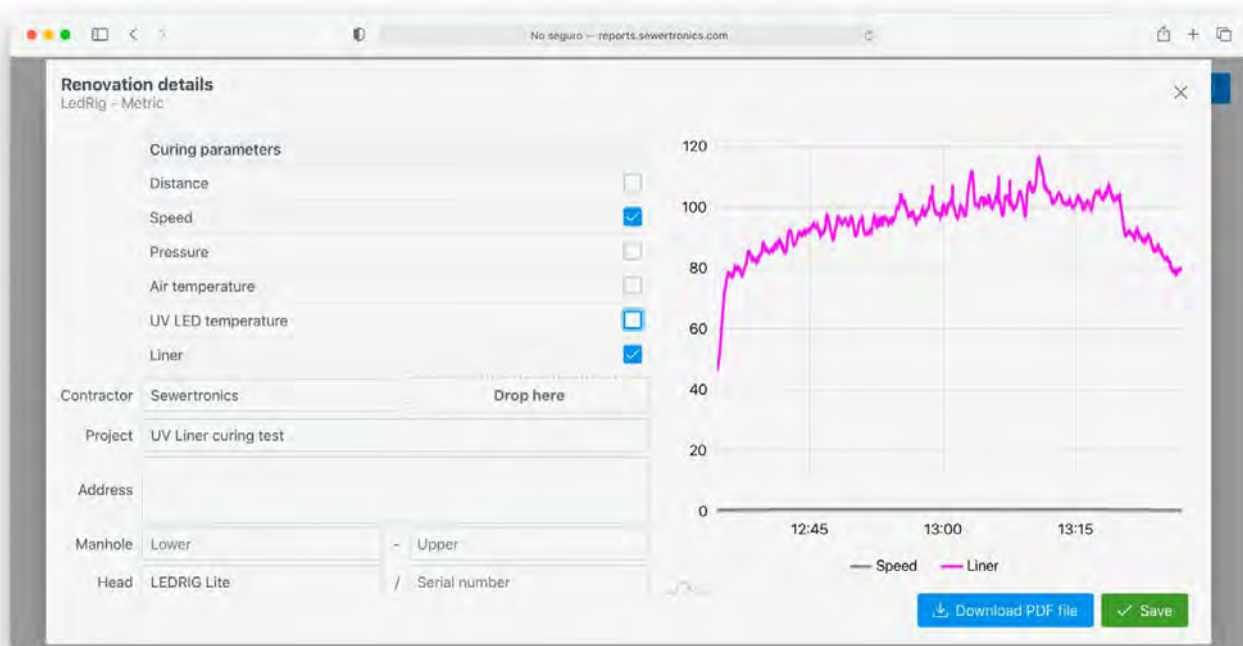 No seguro — reports.sewertronics.com
Renovation details
LedRig - Metric
Curing parameters
Distance
Speed
Pressure
Air temperature
UV LED temperature
Liner
Contractor Sewertronics Drop here
Project UV Liner curing test
Address
Manhole Lower - Upper
Head LEDRIG Lite / Serial number
120
100
80
60
40
20
0
12:45 13:00 13:15
Speed Liner
Download PDF file Save